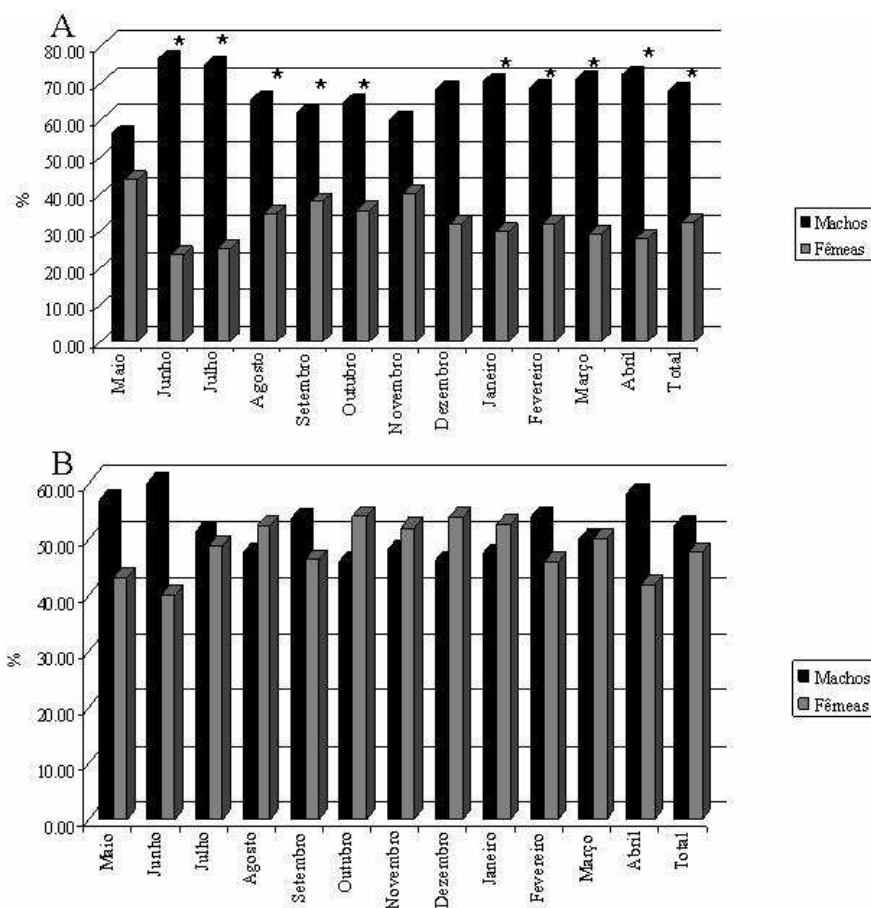 A
80.00
70.00
60.00
50.00
40.00
30.00
20.00
10.00
0.00
%
* * * * * * * * * *
Maio
Junho
Julho
Agosto
Setembro
Outubro
Novembro
Dezembro
Janeiro
Fevereiro
Março
Abril
Total
Machos
Fêmeas
B
60.00
50.00
40.00
30.00
20.00
10.00
0.00
%
Maio
Junho
Julho
Agosto
Setembro
Outubro
Novembro
Dezembro
Janeiro
Fevereiro
Março
Abril
Total
Machos
Fêmeas